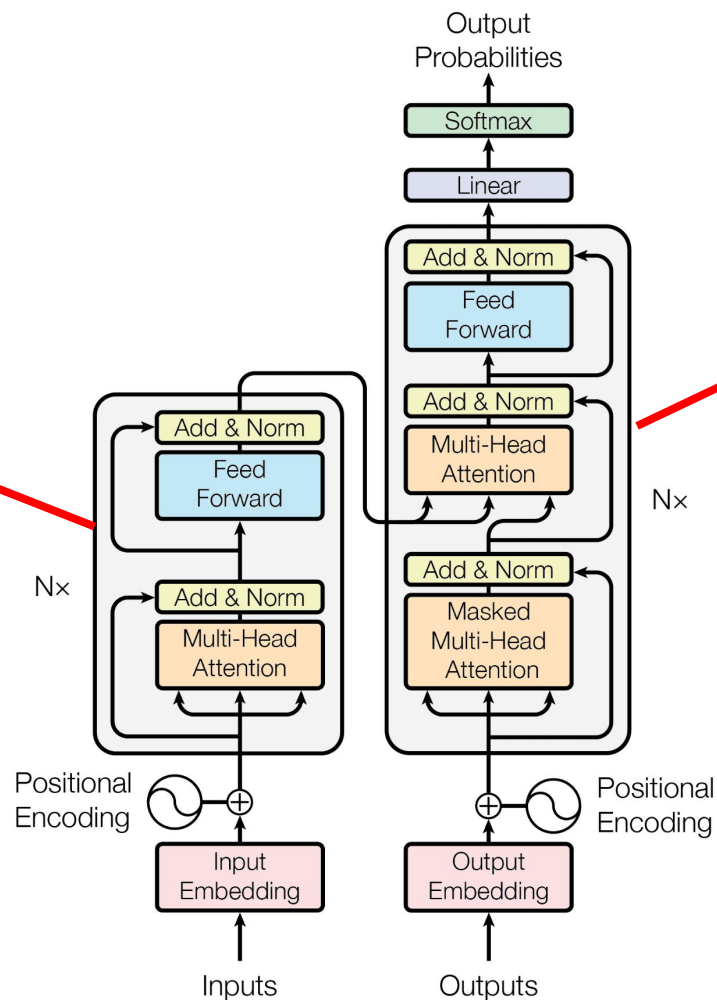 Output
Probabilities
Softmax
Linear
Add & Norm
Feed
Forward
Add & Norm
Multi-Head
Attention
Nx
Add & Norm
Masked
Multi-Head
Attention
Add & Norm
Feed
Forward
Nx
Add & Norm
Multi-Head
Attention
Positional
Encoding
Positional
Encoding
Input
Embedding
Output
Embedding
Inputs
Outputs